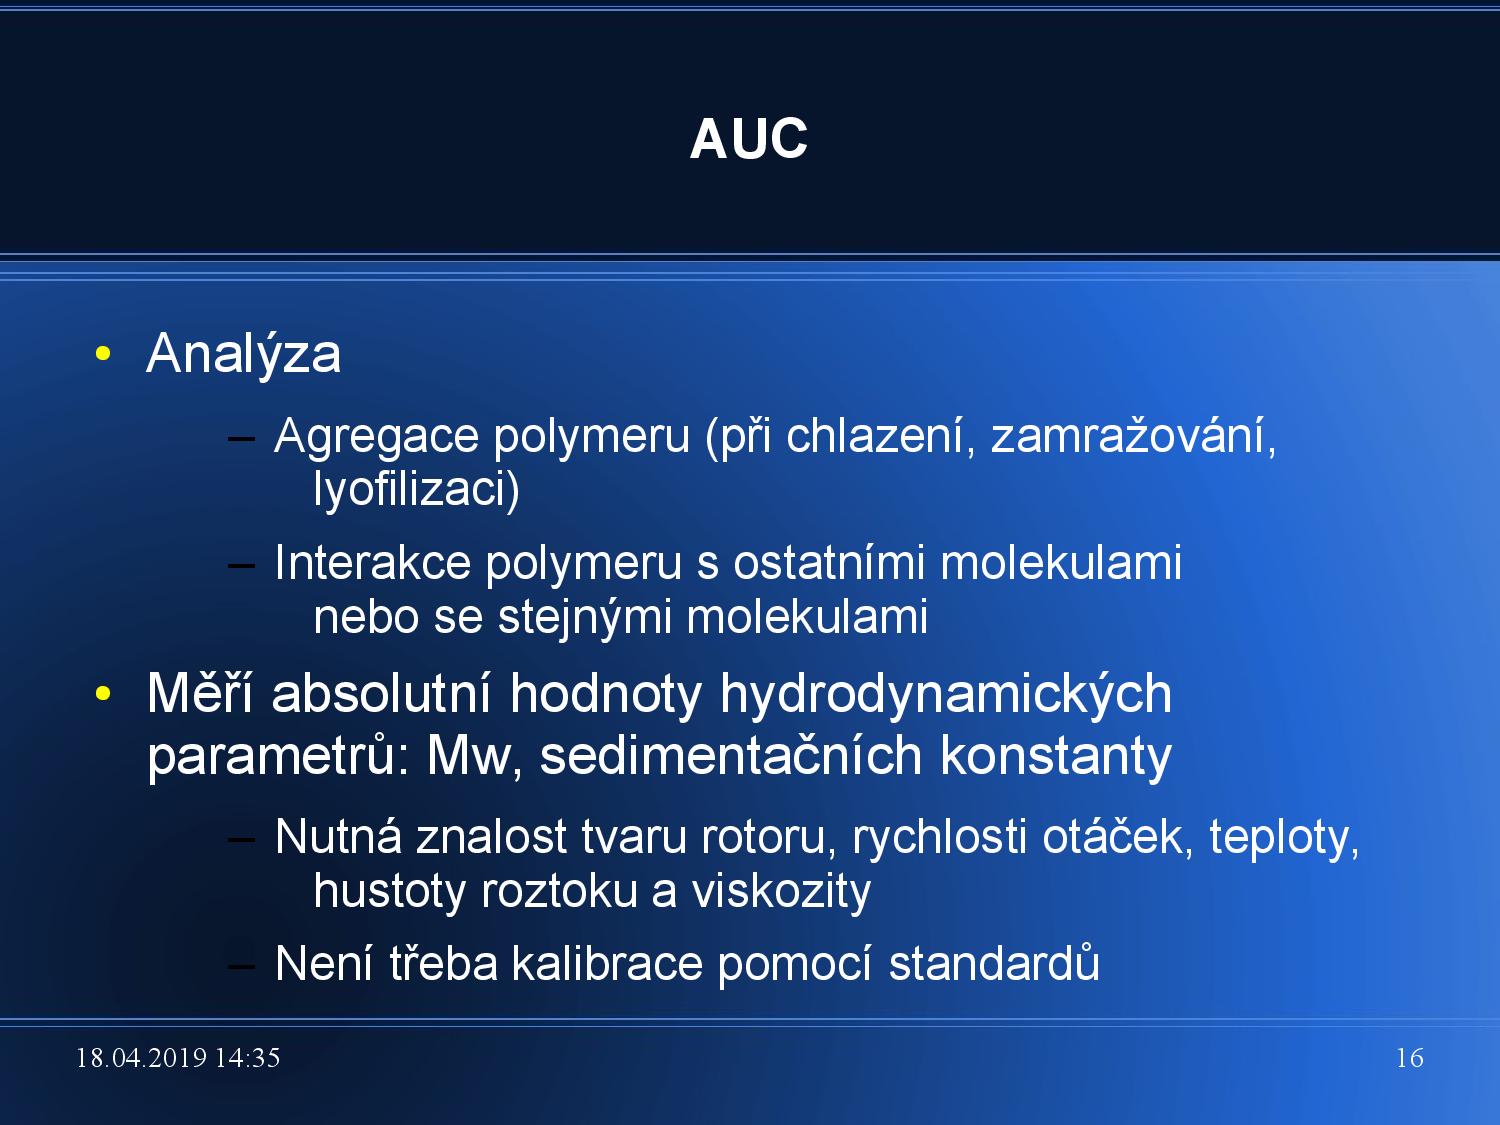 AUC
• Analýza
– Agregace polymeru (při chlazení, zamražování,
lyofilizaci)
– Interakce polymeru s ostatními molekulami
nebo se stejnými molekulami
• Měří absolutní hodnoty hydrodynamických
parametrů: Mw, sedimentačních konstanty
– Nutná znalost tvaru rotoru, rychlosti otáček, teploty,
hustoty roztoku a viskozity
– Není třeba kalibrace pomocí standardů
18.04.2019 14:35
16